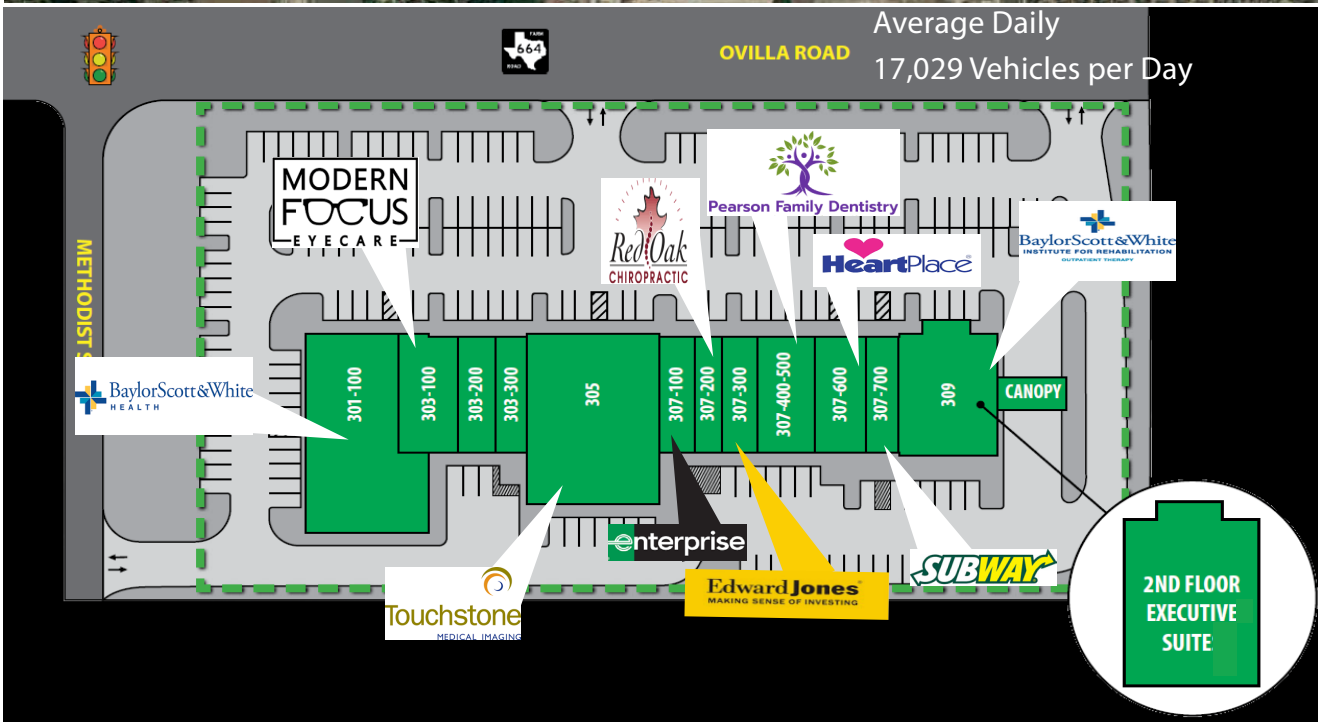 Average Daily
17,029 Vehicles per Day
OVILLA ROAD
FARM
664
ROAD
METHODIST
MODERN
FOCUS
EYECARE
Red Oak
CHIROPRACTIC
Pearson Family Dentistry
HeartPlace
BaylorScott&White
INSTITUTE FOR REHABILITATION
OUTPATIENT THERAPY
BaylorScott&White
HEALTH
301-100
303-100
303-200
303-300
305
307-100
307-200
307-300
307-400-500
307-600
307-700
309
CANOPY
Touchstone
MEDICAL IMAGING
enterprise
Edward Jones
MAKING SENSE OF INVESTING
SUBWAY
2ND FLOOR
EXECUTIVE
SUITE